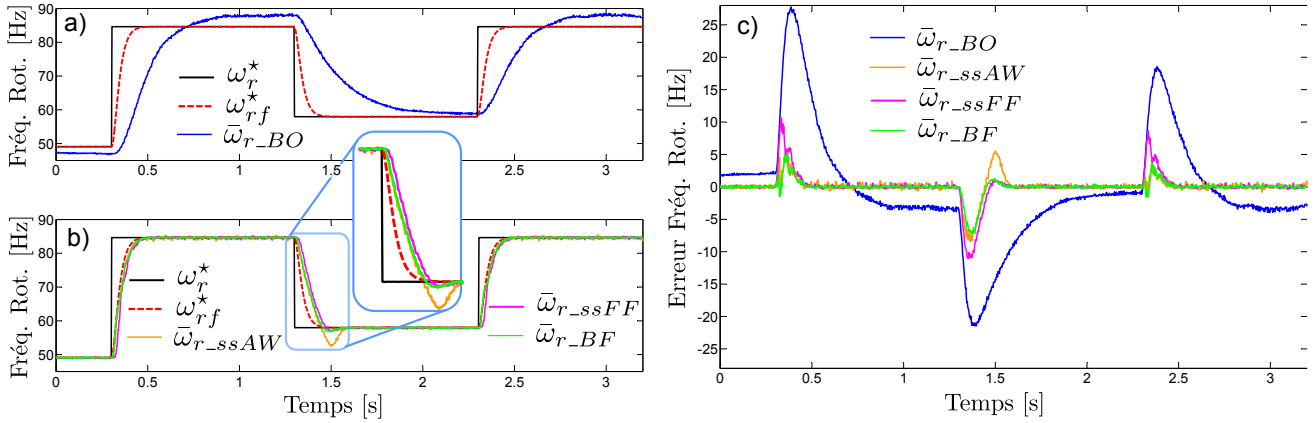 a)
Fréq. Rot. [Hz]
90
80
70
60
50
ω*r
ω*rf
ω̄r_BO
0 0.5 1 1.5 2 2.5 3
b)
Fréq. Rot. [Hz]
90
80
70
60
50
ω*r
ω*rf
ω̄r_ssAW
ω̄r_ssFF
ω̄r_BF
0 0.5 1 1.5 2 2.5 3
Temps [s]
c)
Erreur Fréq. Rot. [Hz]
25
20
15
10
5
0
-5
-10
-15
-20
-25
ω̄r_BO
ω̄r_ssAW
ω̄r_ssFF
ω̄r_BF
0 0.5 1 1.5 2 2.5 3
Temps [s]